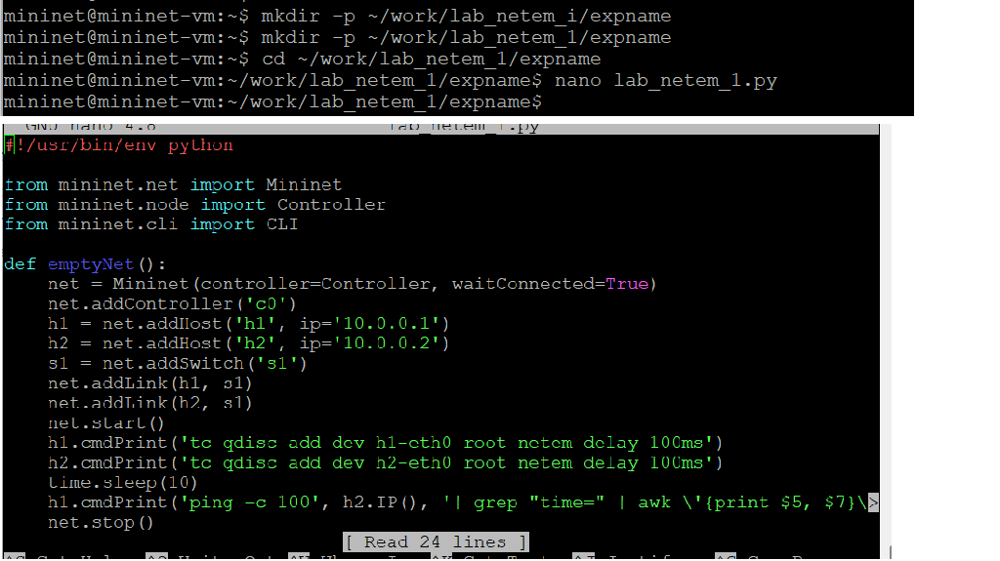 mininet@mininet-vm:~$ mkdir -p ~/work/lab_netem_i/expname
mininet@mininet-vm:~$ mkdir -p ~/work/lab_netem_1/expname
mininet@mininet-vm:~$ cd ~/work/lab_netem_1/expname
mininet@mininet-vm:~/work/lab_netem_1/expname$ nano lab_netem_1.py
mininet@mininet-vm:~/work/lab_netem_1/expname$
GNU nano 4.8 lab_netem_1.py
#!/usr/bin/env python
from mininet.net import Mininet
from mininet.node import Controller
from mininet.cli import CLI
def emptyNet():
net = Mininet(controller=Controller, waitConnected=True)
net.addController('c0')
h1 = net.addHost('h1', ip='10.0.0.1')
h2 = net.addHost('h2', ip='10.0.0.2')
s1 = net.addSwitch('s1')
net.addLink(h1, s1)
net.addLink(h2, s1)
net.start()
h1.cmdPrint('tc qdisc add dev h1-eth0 root netem delay 100ms')
h2.cmdPrint('tc qdisc add dev h2-eth0 root netem delay 100ms')
time.sleep(10)
h1.cmdPrint('ping -c 100', h2.IP(), '| grep "time=" | awk \'{print $5, $7}\>
net.stop()
[ Read 24 lines ]